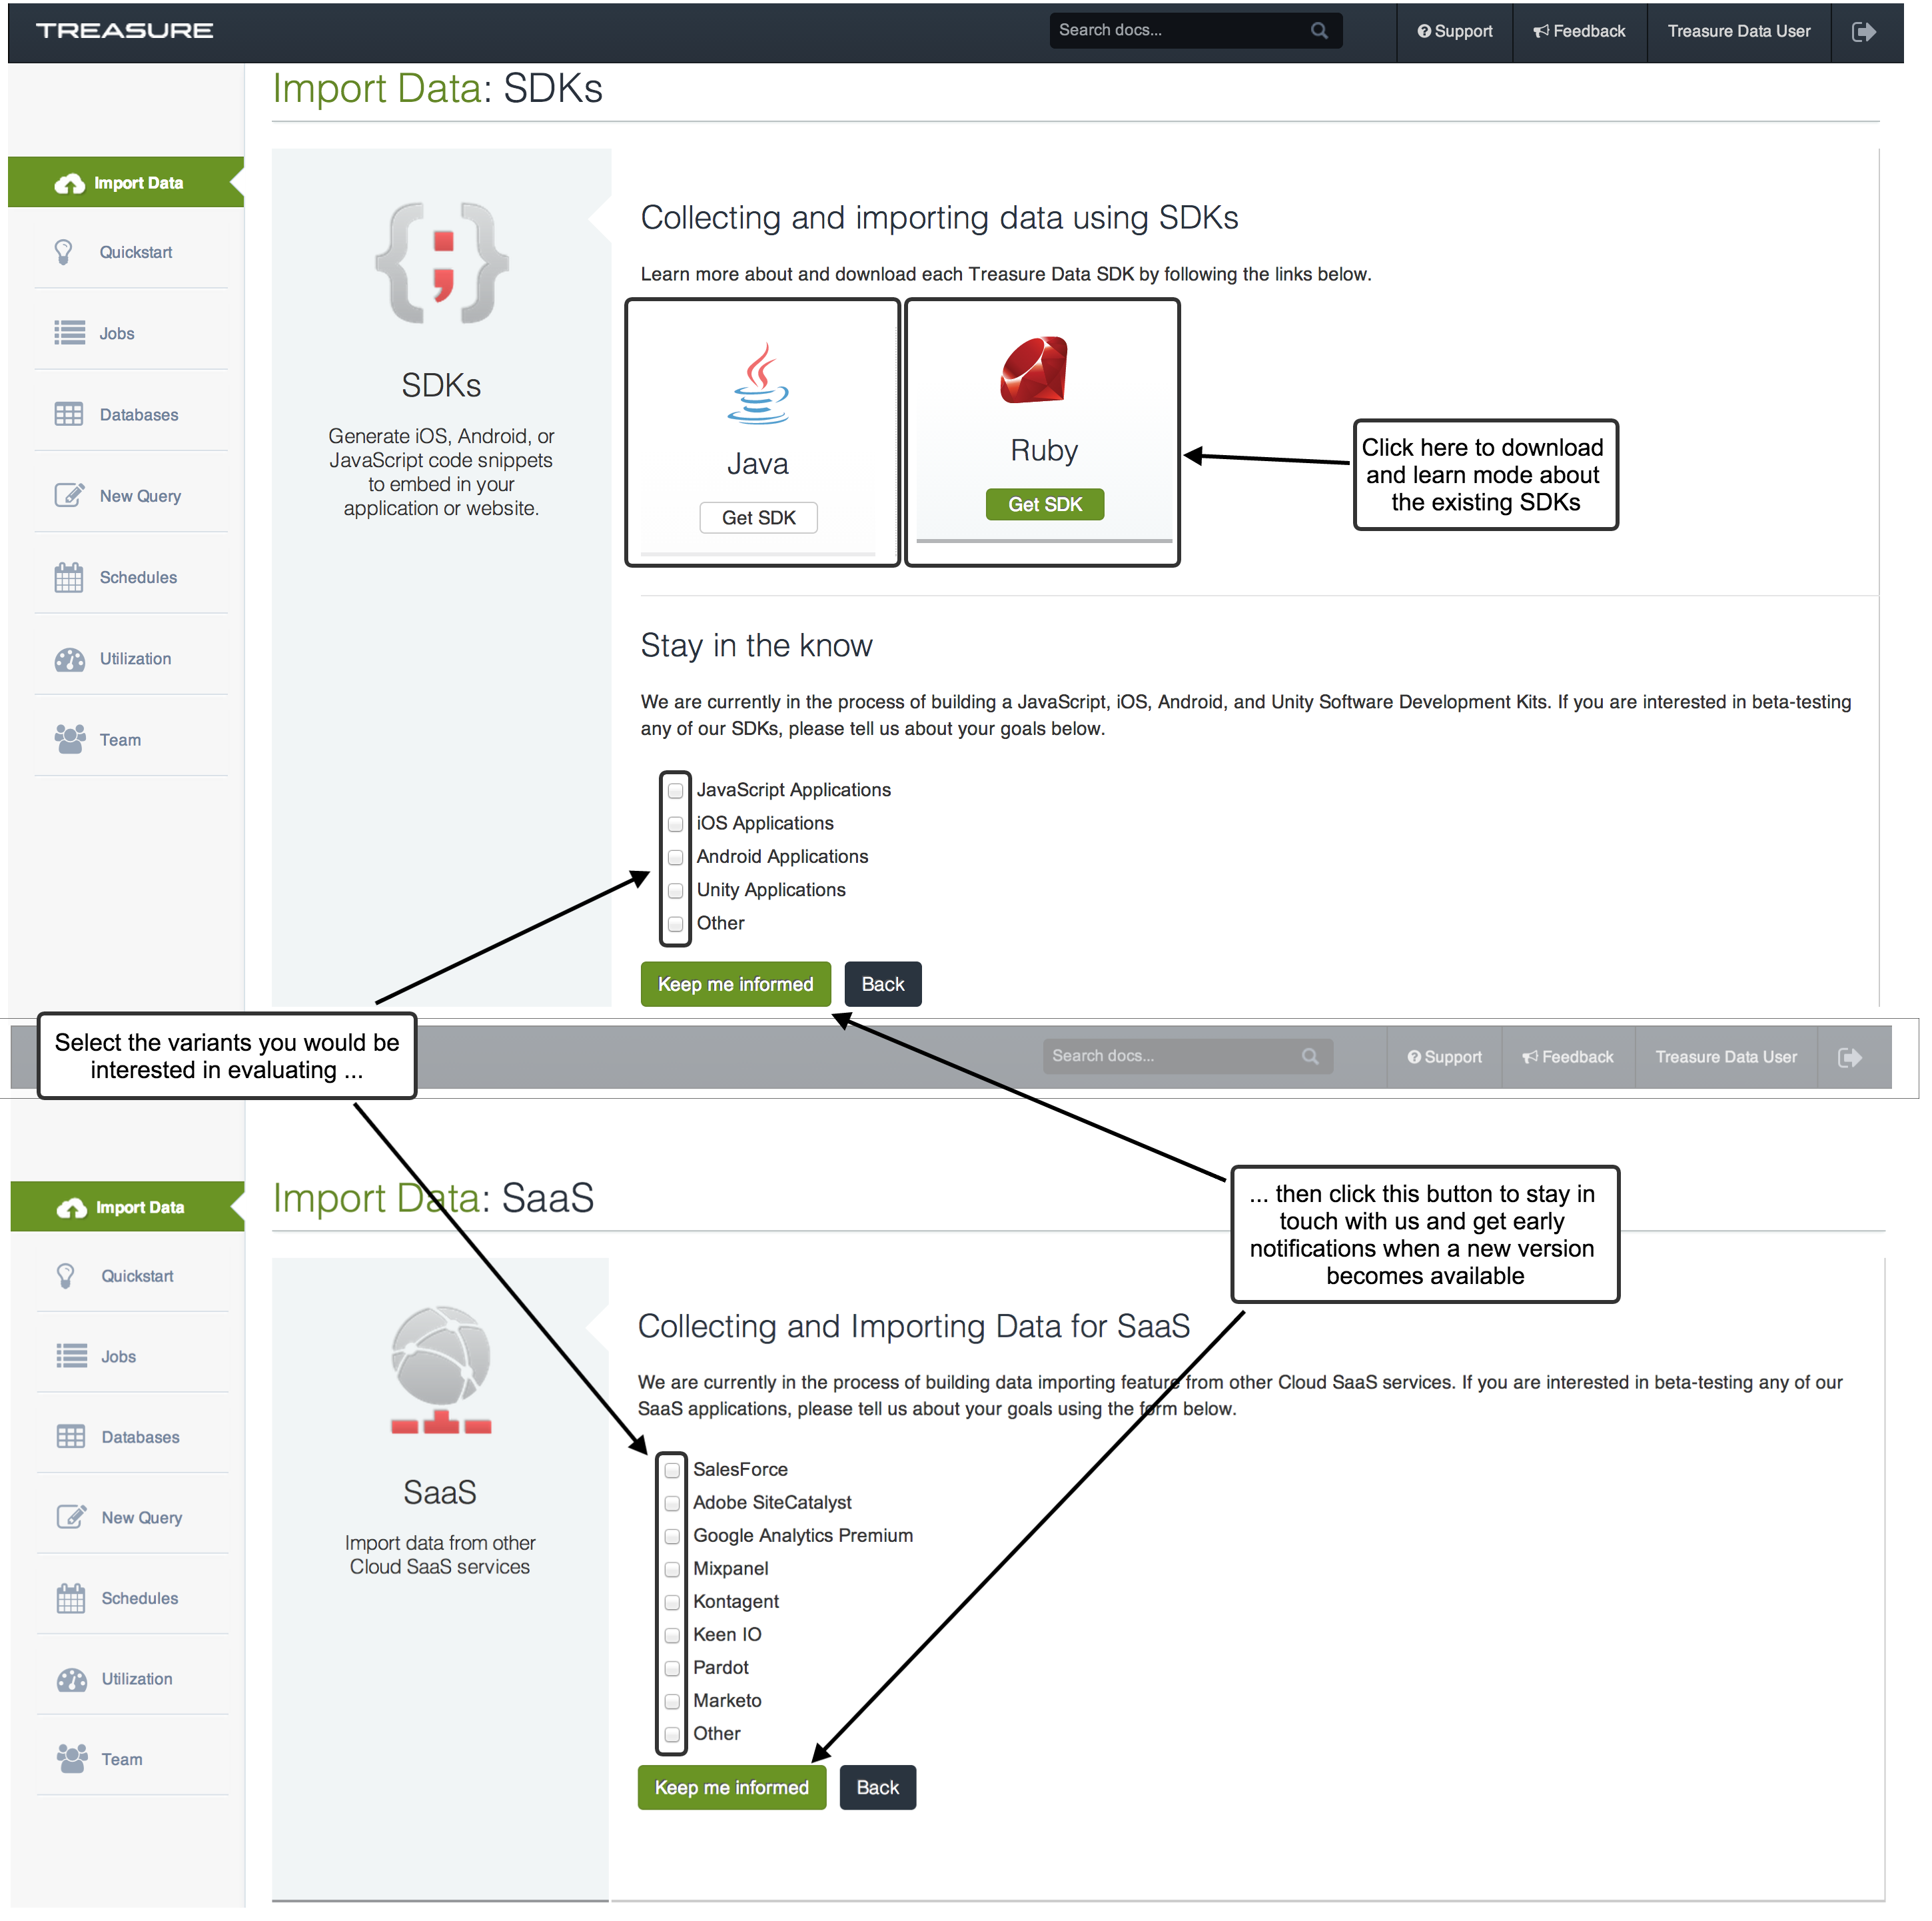 TREASURE
Search docs...
Support
Feedback
Treasure Data User
Import Data: SDKs
Import Data
Quickstart
Jobs
Databases
New Query
Schedules
Utilization
Team
SDKs
Generate iOS, Android, or
JavaScript code snippets
to embed in your
application or website.
Collecting and importing data using SDKs
Learn more about and download each Treasure Data SDK by following the links below.
Java
Get SDK
Ruby
Get SDK
Click here to download
and learn mode about
the existing SDKs
Stay in the know
We are currently in the process of building a JavaScript, iOS, Android, and Unity Software Development Kits. If you are interested in beta-testing
any of our SDKs, please tell us about your goals below.
JavaScript Applications
iOS Applications
Android Applications
Unity Applications
Other
Keep me informed
Back
Select the variants you would be
interested in evaluating ...
Search docs...
Support
Feedback
Treasure Data User
... then click this button to stay in
touch with us and get early
notifications when a new version
becomes available
Import Data: SaaS
Import Data
Quickstart
Jobs
Databases
New Query
Schedules
Utilization
Team
SaaS
Import data from other
Cloud SaaS services
Collecting and Importing Data for SaaS
We are currently in the process of building data importing feature from other Cloud SaaS services. If you are interested in beta-testing any of our
SaaS applications, please tell us about your goals using the form below.
SalesForce
Adobe SiteCatalyst
Google Analytics Premium
Mixpanel
Kontagent
Keen IO
Pardot
Marketo
Other
Keep me informed
Back